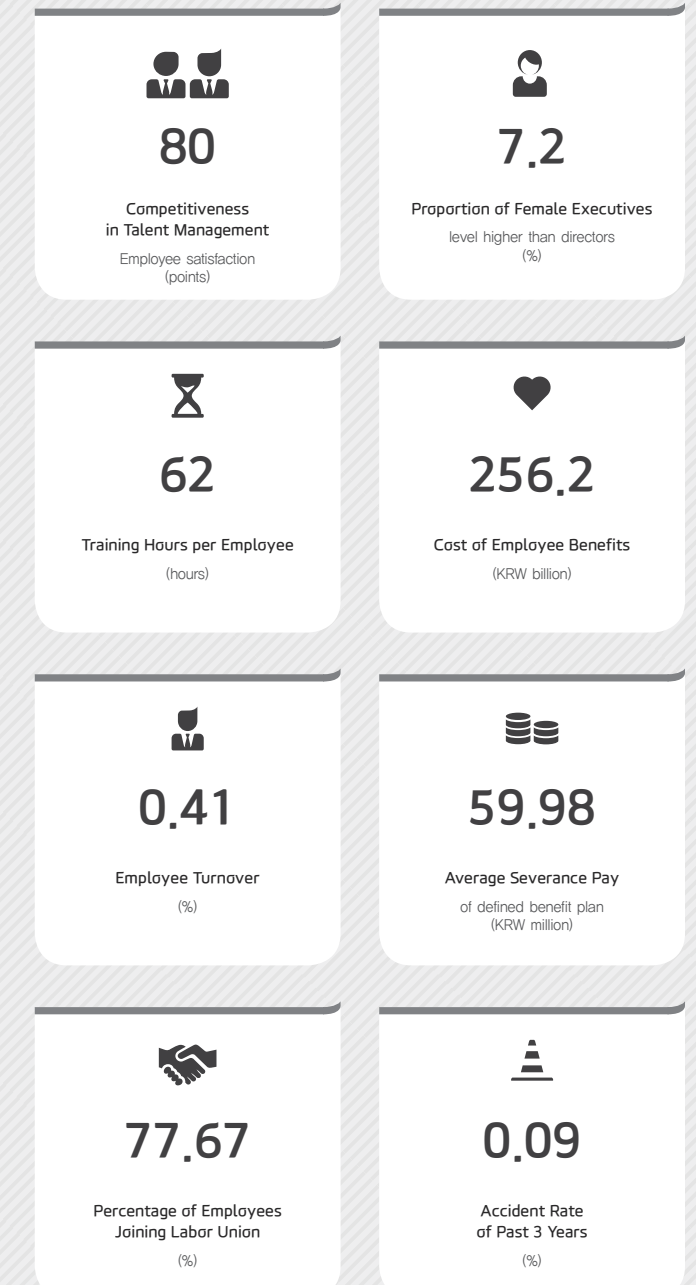 80
Competitiveness
in Talent Management
Employee satisfaction
(points)
7.2
Proportion of Female Executives
level higher than directors
(%)
62
Training Hours per Employee
(hours)
256.2
Cost of Employee Benefits
(KRW billion)
0.41
Employee Turnover
(%)
59.98
Average Severance Pay
of defined benefit plan
(KRW million)
77.67
Percentage of Employees
Joining Labor Union
(%)
0.09
Accident Rate
of Past 3 Years
(%)